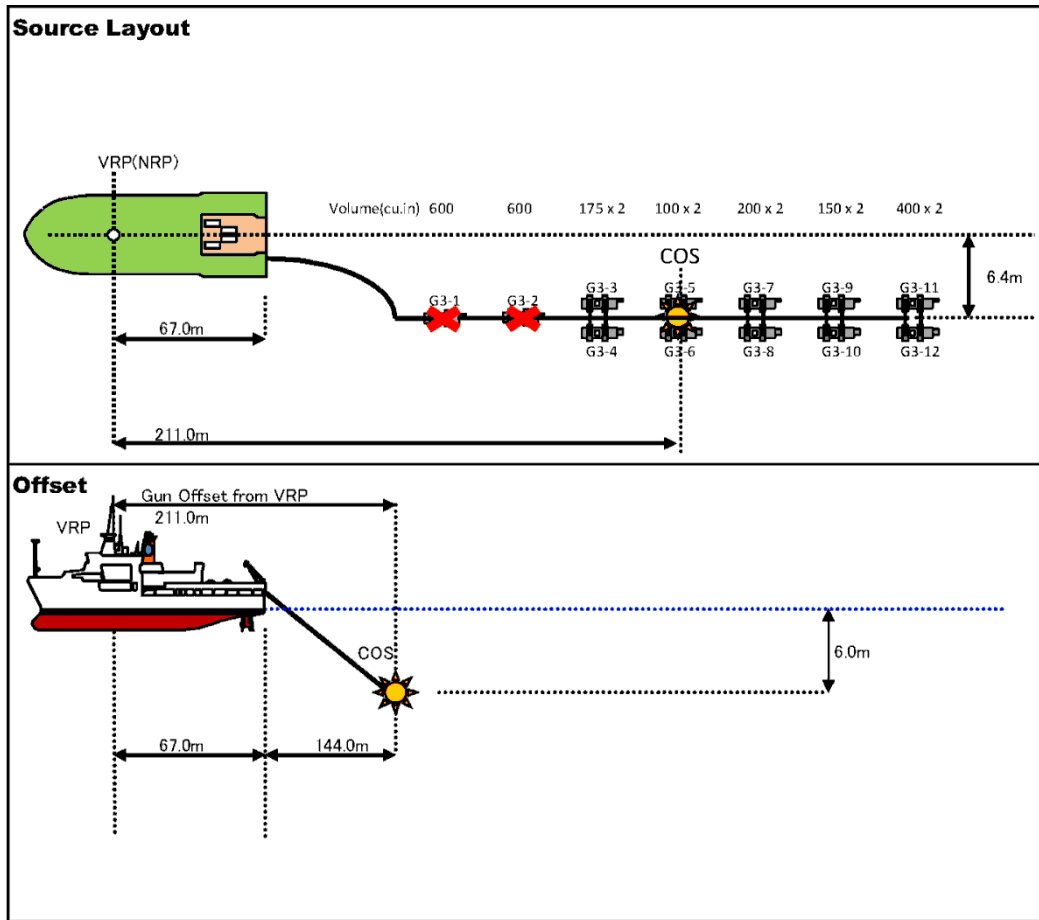 Source Layout
VRP(NRP)
Volume(cu.in) 600 600 175 x 2 100 x 2 200 x 2 150 x 2 400 x 2
COS
6.4m
G3-1 G3-2 G3-3 G3-5 G3-7 G3-9 G3-11
G3-4 G3-6 G3-8 G3-10 G3-12
67.0m
211.0m
Offset
Gun Offset from VRP
211.0m
VRP
COS
6.0m
67.0m 144.0m